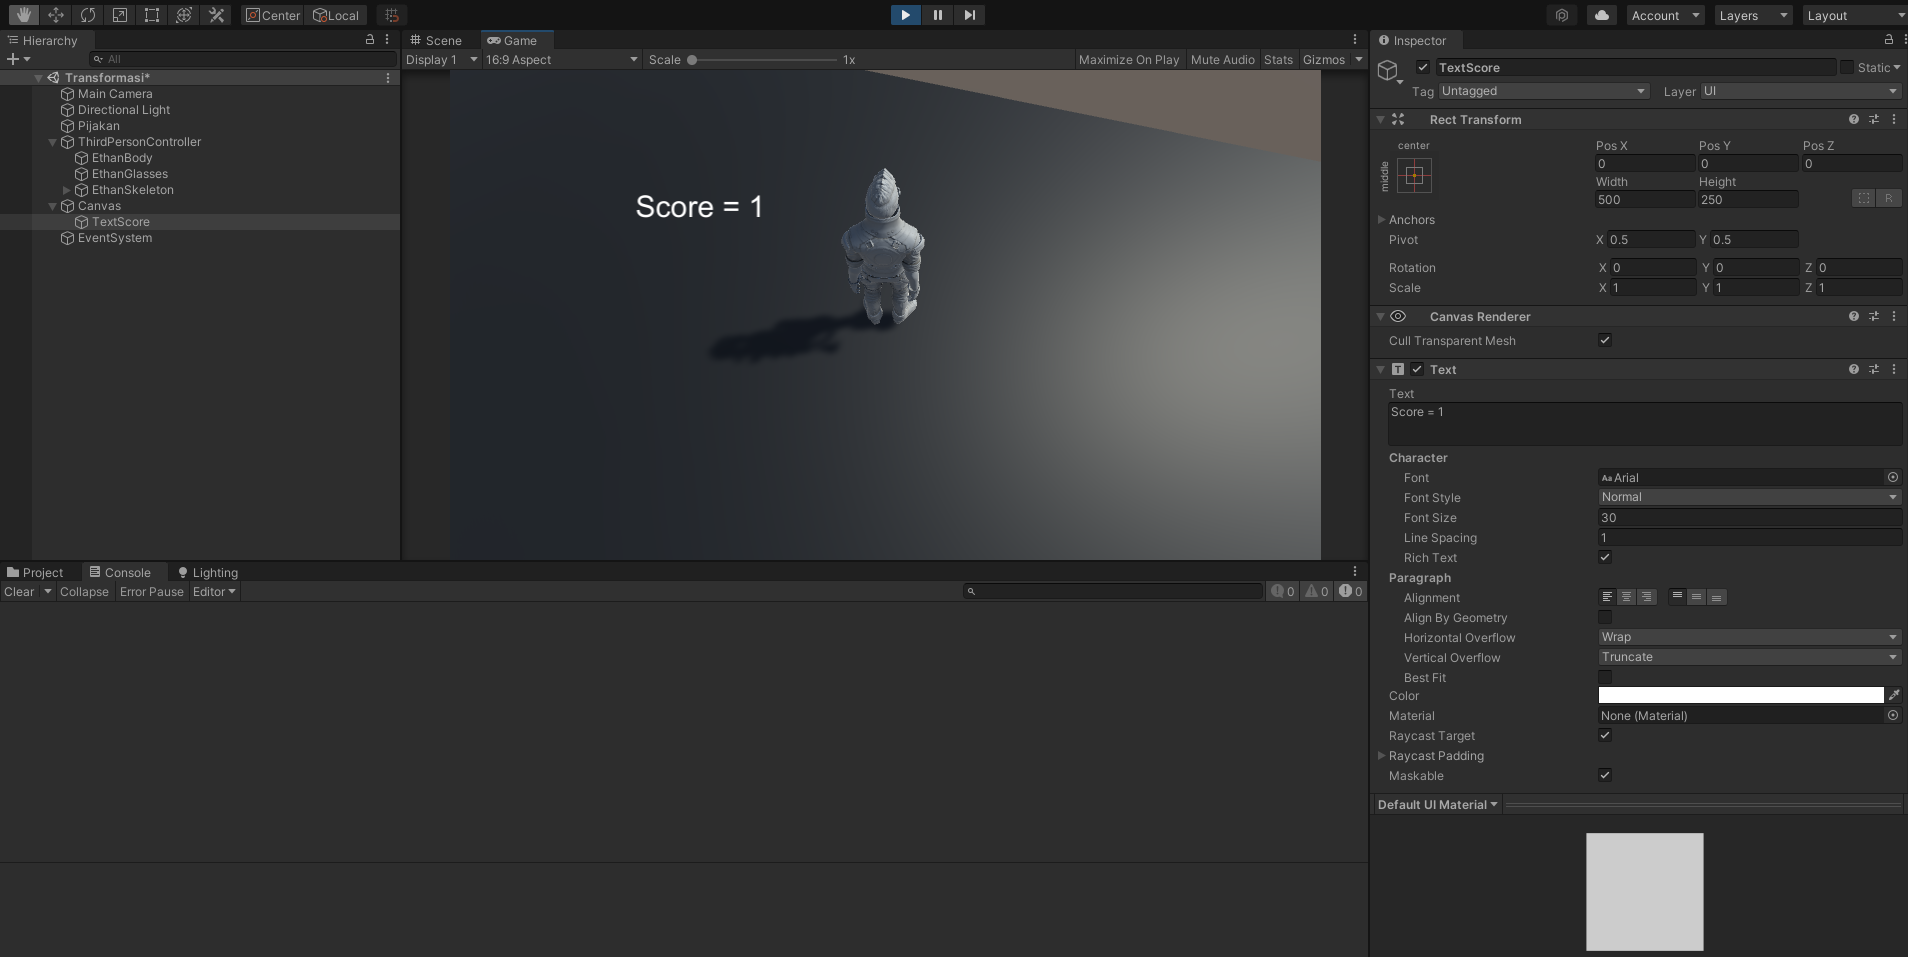 Center
Local
Account
Layers
Layout
Hierarchy
All
Transformasi*
Main Camera
Directional Light
Pijakan
ThirdPersonController
EthanBody
EthanGlasses
EthanSkeleton
Canvas
TextScore
EventSystem
Scene
Game
Display 1
16:9 Aspect
Scale
1x
Maximize On Play
Mute Audio
Stats
Gizmos
Score = 1
Project
Console
Lighting
Clear
Collapse
Error Pause
Editor
0
0
0
Inspector
TextScore
Static
Tag
Untagged
Layer
UI
Rect Transform
center
middle
Pos X
Pos Y
Pos Z
0
0
0
Width
Height
500
250
R
Anchors
Pivot
X 0.5
Y 0.5
Rotation
X 0
Y 0
Z 0
Scale
X 1
Y 1
Z 1
Canvas Renderer
Cull Transparent Mesh
T Text
Text
Score = 1
Character
Font
Aa Arial
Font Style
Normal
Font Size
30
Line Spacing
1
Rich Text
Paragraph
Alignment
Align By Geometry
Horizontal Overflow
Wrap
Vertical Overflow
Truncate
Best Fit
Color
Material
None (Material)
Raycast Target
Raycast Padding
Maskable
Default UI Material